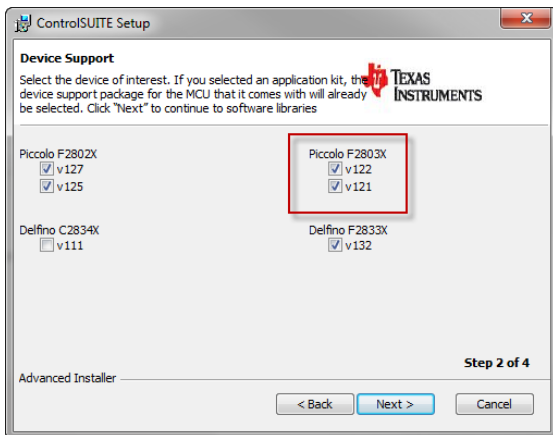 ControlSUITE Setup
Device Support
Select the device of interest. If you selected an application kit, the
device support package for the MCU that it comes with will already
be selected. Click "Next" to continue to software libraries
TEXAS
INSTRUMENTS
Piccolo F2802X
v127
v125
Piccolo F2803X
v122
v121
Delfino C2834X
v111
Delfino F2833X
v132
Step 2 of 4
Advanced Installer
< Back
Next >
Cancel